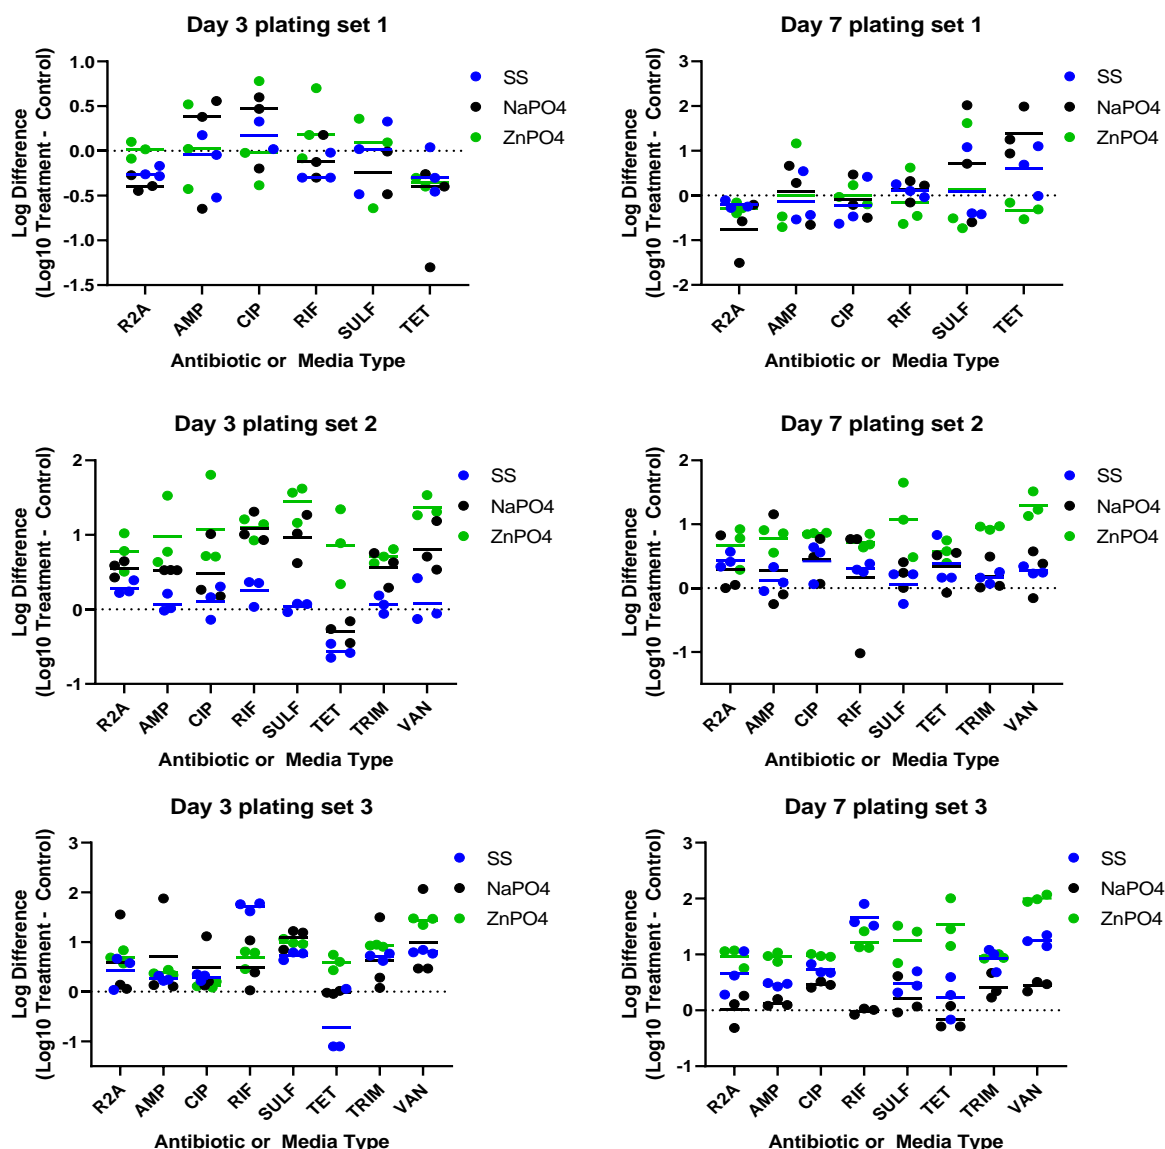 Day 3 plating set 1
Log Difference
(Log10 Treatment - Control)
1.0
0.5
0.0
-0.5
-1.0
-1.5
R2A
AMP
CIP
RIF
SULF
TET
Antibiotic or Media Type
SS
NaPO4
ZnPO4
Day 7 plating set 1
Log Difference
(Log10 Treatment - Control)
3
2
1
0
-1
-2
R2A
AMP
CIP
RIF
SULF
TET
Antibiotic or Media Type
SS
NaPO4
ZnPO4
Day 3 plating set 2
Log Difference
(Log10 Treatment - Control)
2
1
0
-1
R2A
AMP
CIP
RIF
SULF
TET
TRIM
VAN
Antibiotic or Media Type
SS
NaPO4
ZnPO4
Day 7 plating set 2
Log Difference
(Log10 Treatment - Control)
2
1
0
-1
R2A
AMP
CIP
RIF
SULF
TET
TRIM
VAN
Antibiotic or Media Type
SS
NaPO4
ZnPO4
Day 3 plating set 3
Log Difference
(Log10 Treatment - Control)
3
2
1
0
-1
R2A
AMP
CIP
RIF
SULF
TET
TRIM
VAN
Antibiotic or Media Type
SS
NaPO4
ZnPO4
Day 7 plating set 3
Log Difference
(Log10 Treatment - Control)
3
2
1
0
-1
R2A
AMP
CIP
RIF
SULF
TET
TRIM
VAN
Antibiotic or Media Type
SS
NaPO4
ZnPO4